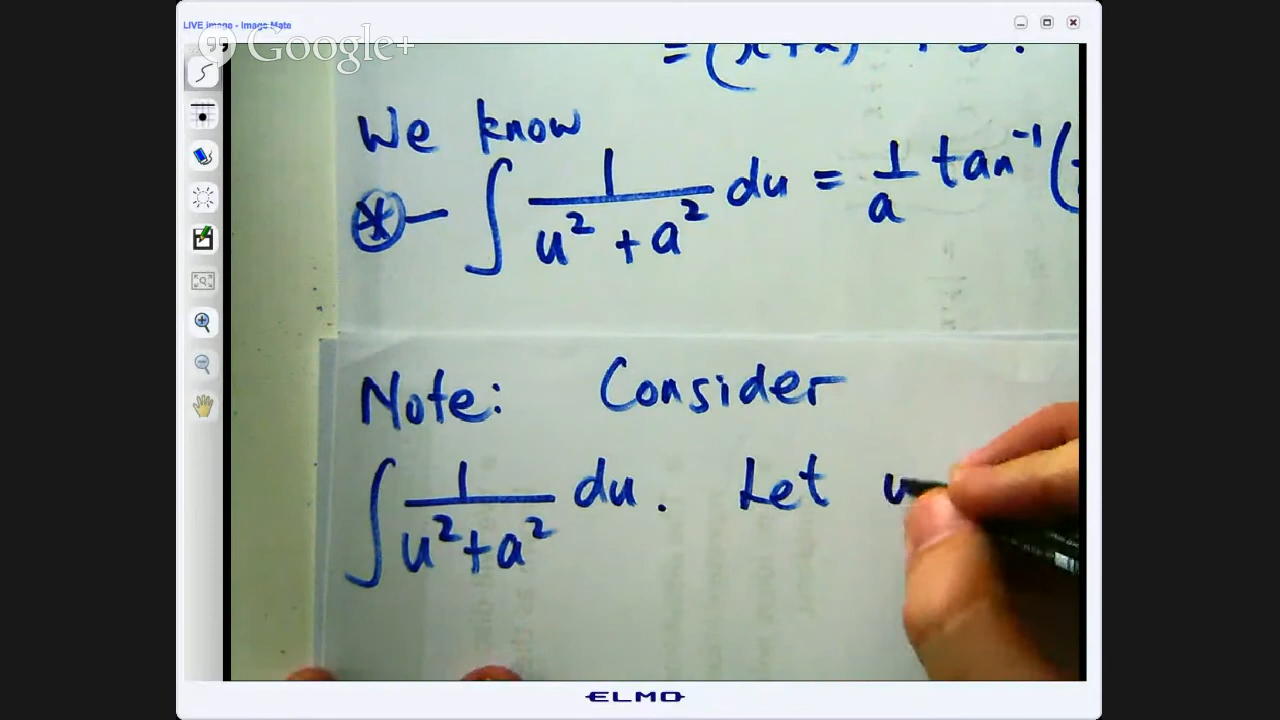 LIVE image - Image Mate
Google+
We know
* — ∫ 1/(u² + a²) du = 1/a tan⁻¹(
Note: Consider
∫ 1/(u²+a²) du. Let u
ELMO